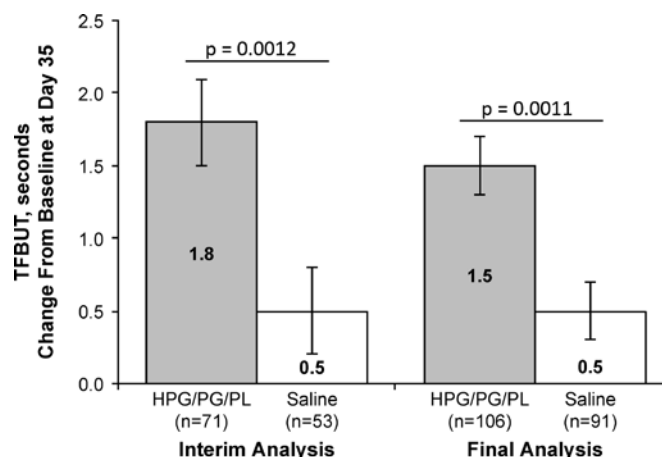 TFBUT, seconds
Change From Baseline at Day 35
2.5
2.0
1.5
1.0
0.5
0.0
p = 0.0012
p = 0.0011
1.8
0.5
1.5
0.5
HPG/PG/PL
(n=71)
Saline
(n=53)
HPG/PG/PL
(n=106)
Saline
(n=91)
Interim Analysis
Final Analysis